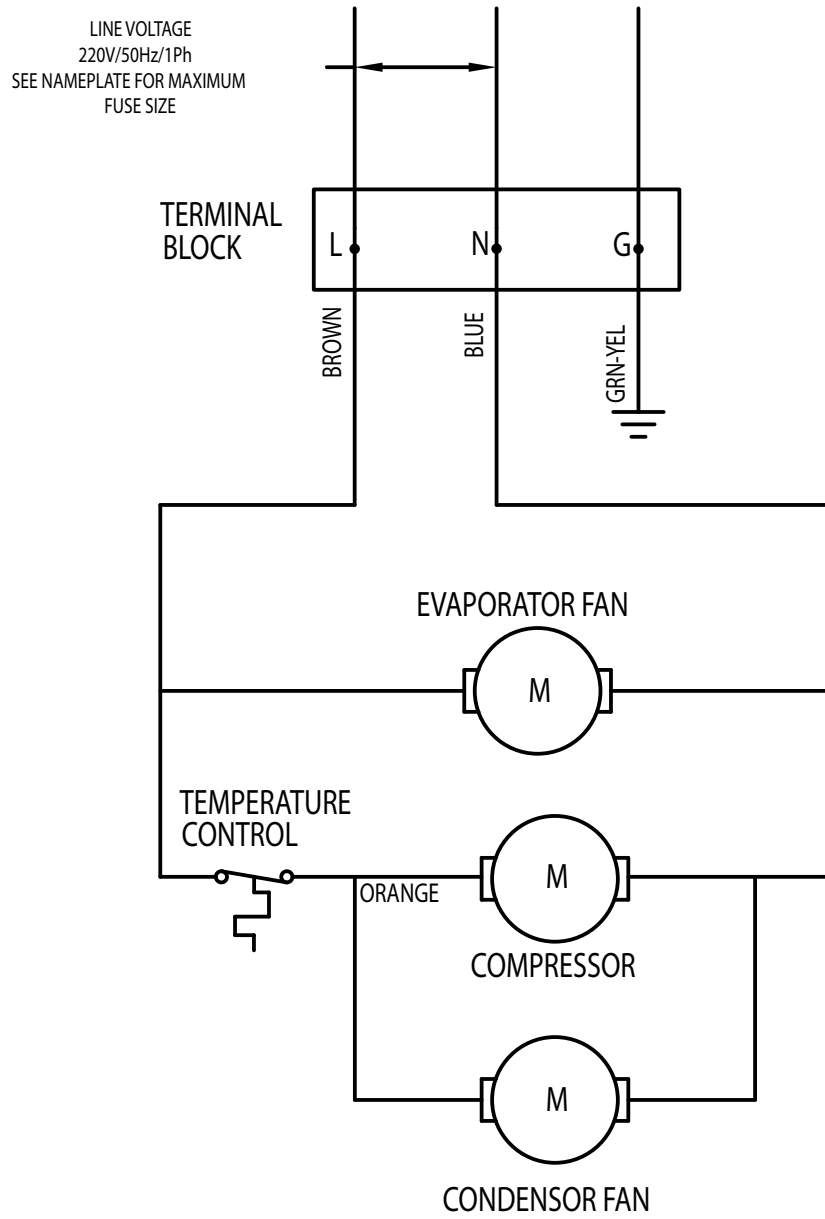 LINE VOLTAGE
220V/50Hz/1Ph
SEE NAMEPLATE FOR MAXIMUM
FUSE SIZE
TERMINAL
BLOCK
L
N
G
BROWN
BLUE
GRN-YEL
EVAPORATOR FAN
M
TEMPERATURE
CONTROL
ORANGE
M
COMPRESSOR
M
CONDENSOR FAN